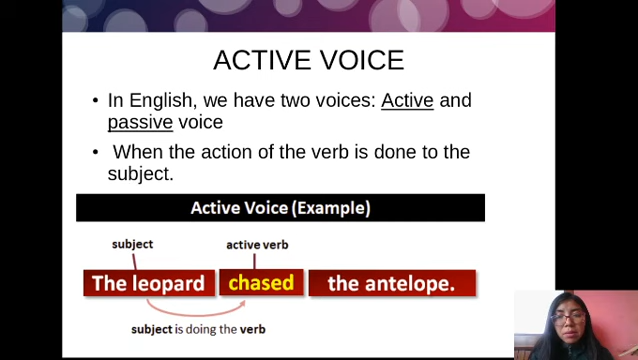 ACTIVE VOICE
• In English, we have two voices: Active and
passive voice
• When the action of the verb is done to the
subject.
Active Voice (Example)
subject active verb
The leopard chased the antelope.
subject is doing the verb